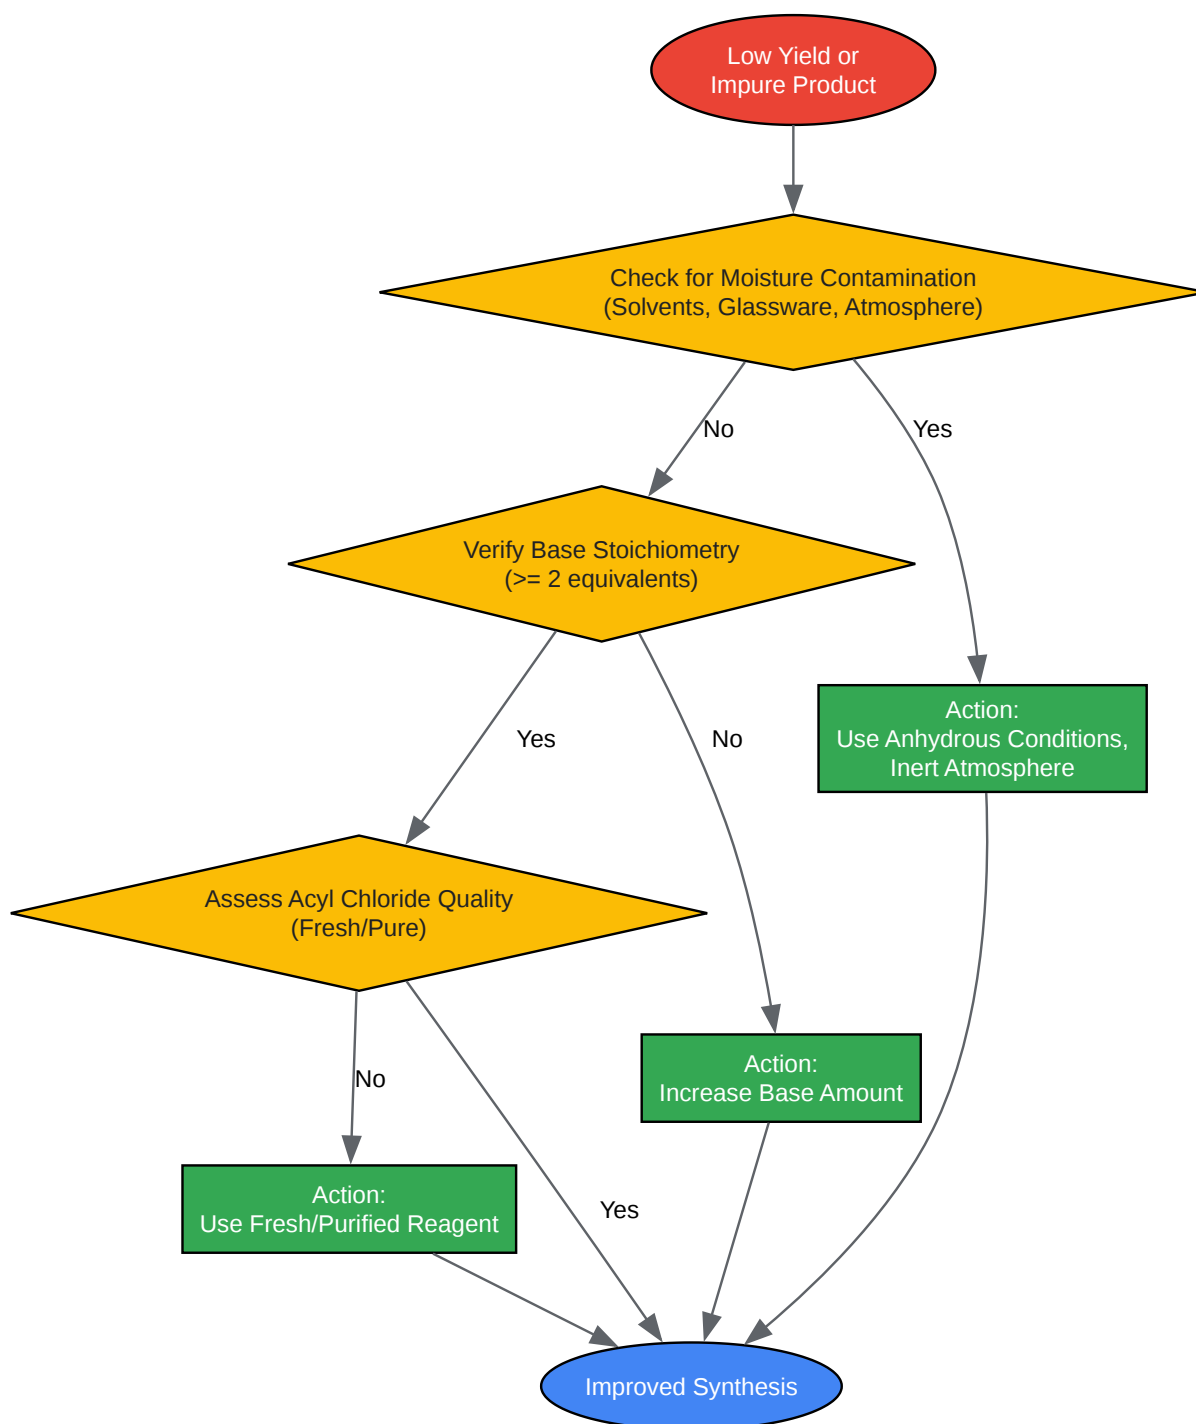 Low Yield or
Impure Product
Check for Moisture Contamination
(Solvents, Glassware, Atmosphere)
No
Yes
Verify Base Stoichiometry
(>= 2 equivalents)
Yes
No
Action:
Use Anhydrous Conditions,
Inert Atmosphere
Assess Acyl Chloride Quality
(Fresh/Pure)
No
Action:
Increase Base Amount
Action:
Use Fresh/Purified Reagent
Yes
Improved Synthesis